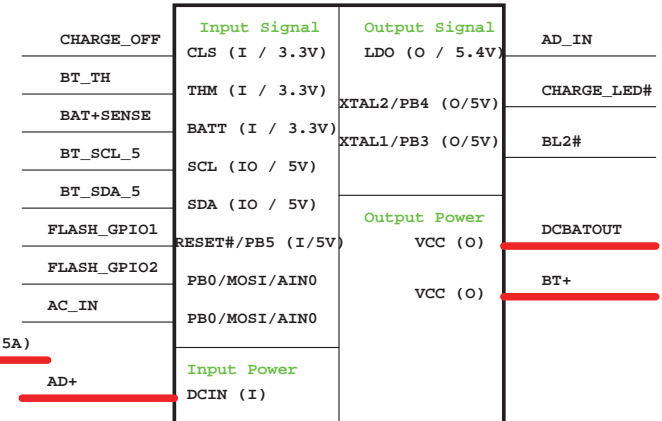 Input Signal
Output Signal
CHARGE_OFF
CLS (I / 3.3V)
LDO (O / 5.4V)
AD_IN
BT_TH
THM (I / 3.3V)
XTAL2/PB4 (O/5V)
CHARGE_LED#
BAT+SENSE
BATT (I / 3.3V)
XTAL1/PB3 (O/5V)
BL2#
BT_SCL_5
SCL (IO / 5V)
BT_SDA_5
SDA (IO / 5V)
Output Power
FLASH_GPIO1
RESET#/PB5 (I/5V)
VCC (O)
DCBATOUT
FLASH_GPIO2
PB0/MOSI/AIN0
VCC (O)
BT+
AC_IN
PB0/MOSI/AIN0
5A)
Input Power
AD+
DCIN (I)